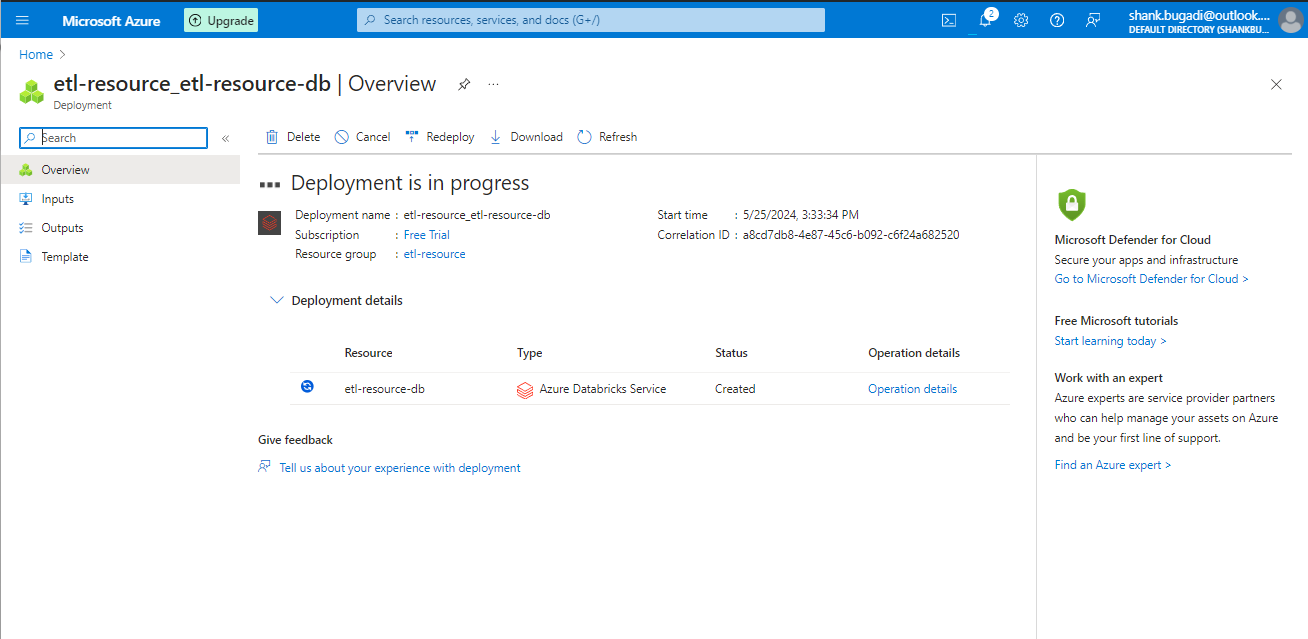 Microsoft Azure
Upgrade
Search resources, services, and docs (G+/)
2
shank.bugadi@outlook....
DEFAULT DIRECTORY (SHANKBU...
Home >
etl-resource_etl-resource-db | Overview
...
Deployment
Search
«
Delete
Cancel
Redeploy
Download
Refresh
Overview
Inputs
Outputs
Template
Deployment is in progress
Deployment name : etl-resource_etl-resource-db
Subscription : Free Trial
Resource group : etl-resource
Start time : 5/25/2024, 3:33:34 PM
Correlation ID : a8cd7db8-4e87-45c6-b092-c6f24a682520
Deployment details
Resource Type Status Operation details
etl-resource-db Azure Databricks Service Created Operation details
Give feedback
Tell us about your experience with deployment
Microsoft Defender for Cloud
Secure your apps and infrastructure
Go to Microsoft Defender for Cloud >
Free Microsoft tutorials
Start learning today >
Work with an expert
Azure experts are service provider partners
who can help manage your assets on Azure
and be your first line of support.
Find an Azure expert >